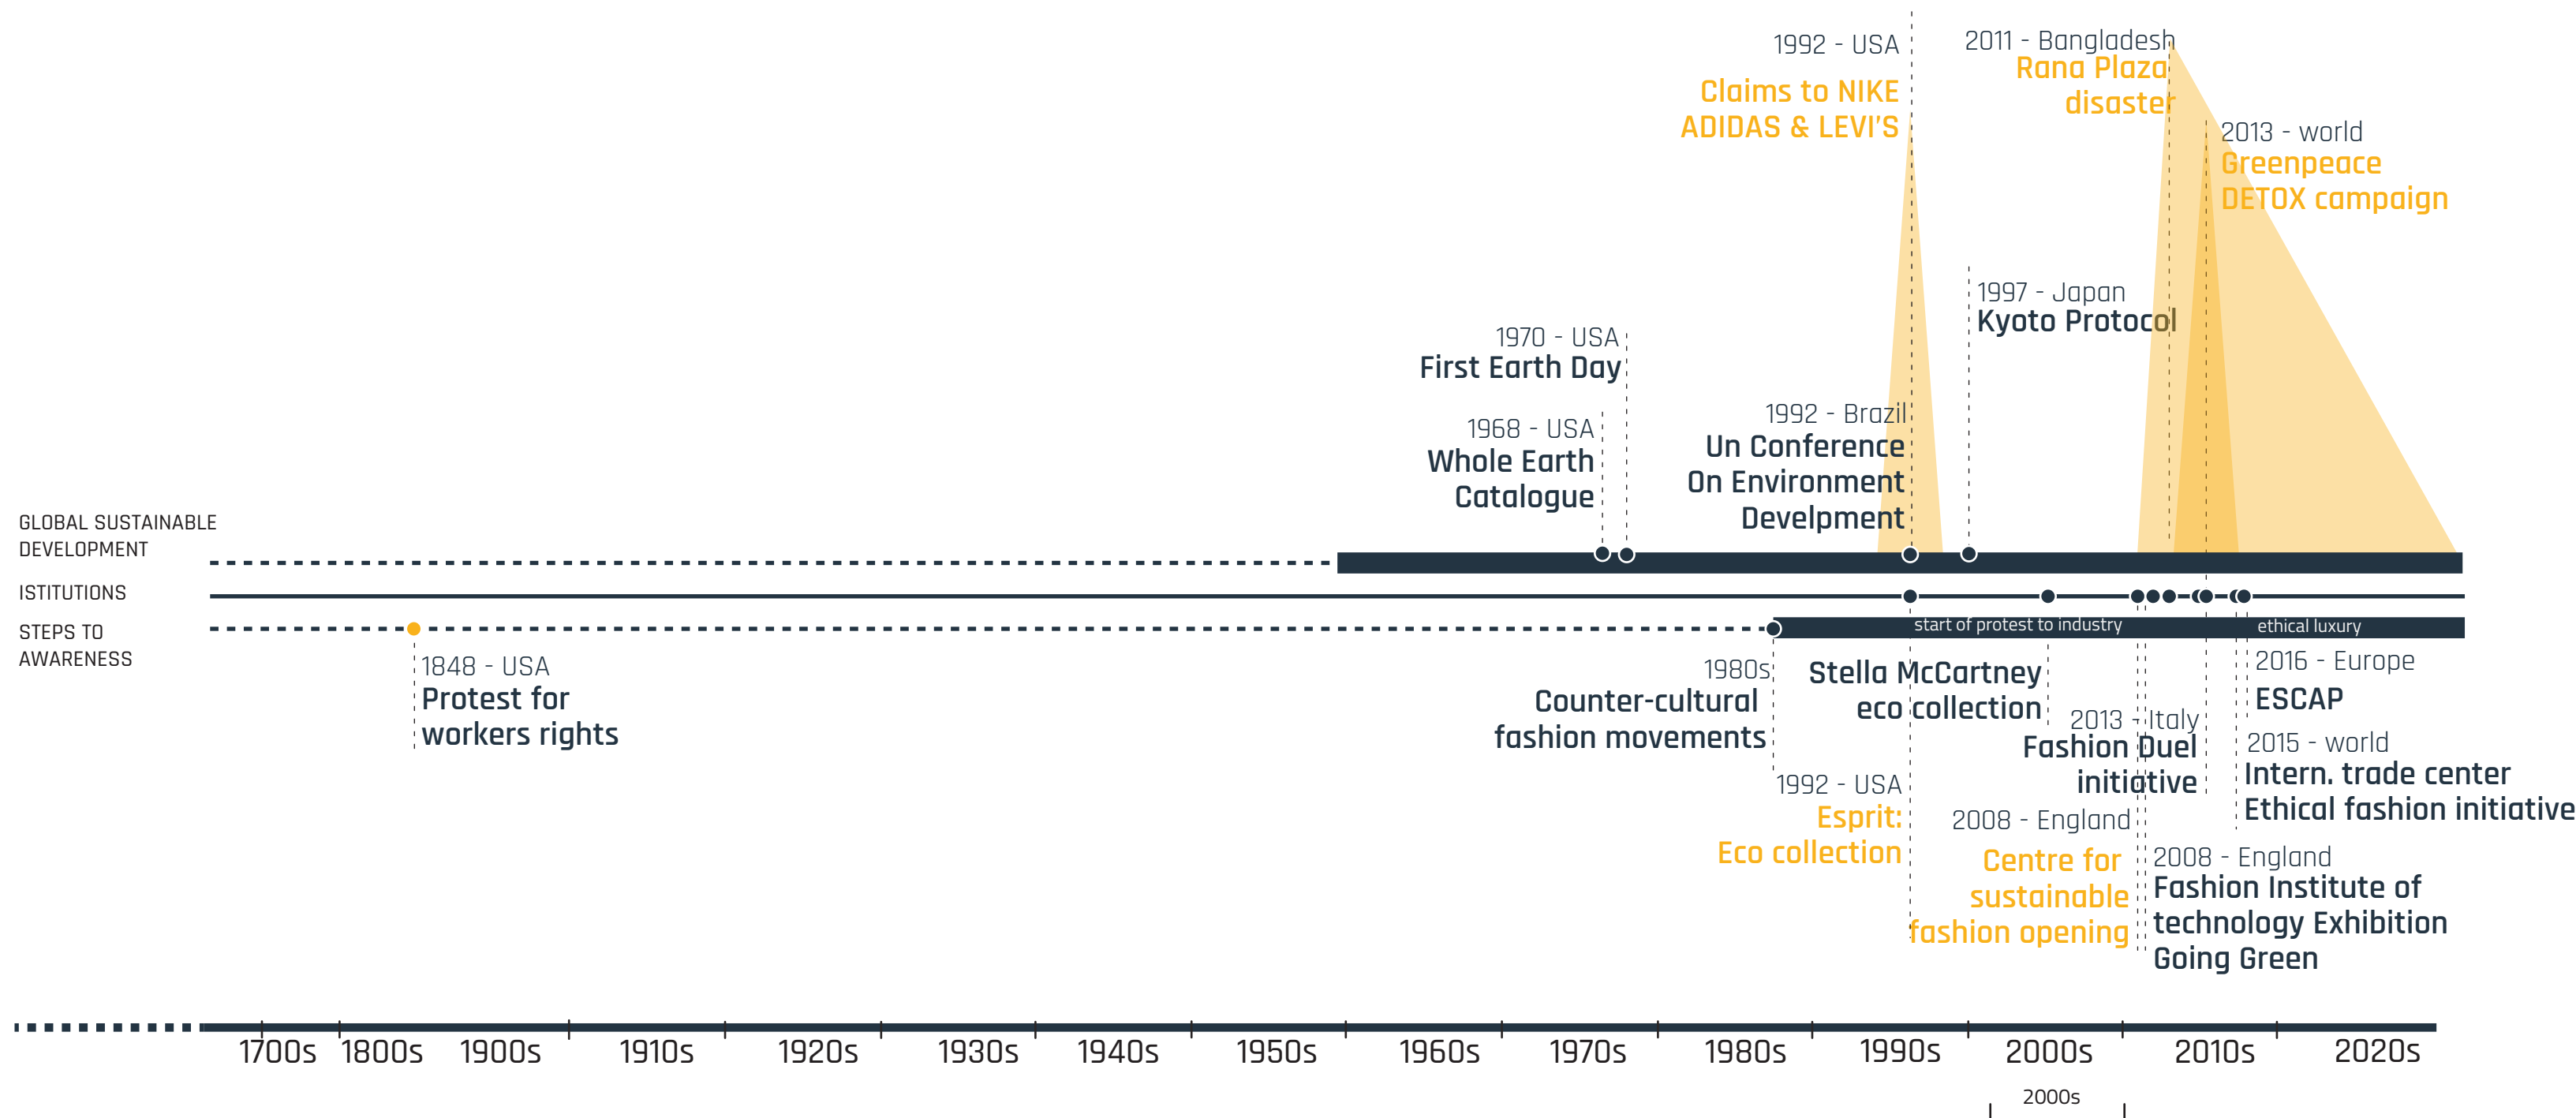 1992 - USA
Claims to NIKE
ADIDAS & LEVI'S
2011 - Bangladesh
Rana Plaza
disaster
2013 - world
Greenpeace
DETOX campaign
1997 - Japan
Kyoto Protocol
1970 - USA
First Earth Day
1968 - USA
Whole Earth
Catalogue
1992 - Brazil
Un Conference
On Environment
Develpment
GLOBAL SUSTAINABLE
DEVELOPMENT
ISTITUTIONS
STEPS TO
AWARENESS
start of protest to industry
ethical luxury
1848 - USA
Protest for
workers rights
1980s
Counter-cultural
fashion movements
Stella McCartney
eco collection
2013 - Italy
Fashion Duel
initiative
2016 - Europe
ESCAP
2015 - world
Intern. trade center
Ethical fashion initiative
1992 - USA
Esprit:
Eco collection
2008 - England
Centre for
sustainable
fashion opening
2008 - England
Fashion Institute of
technology Exhibition
Going Green
1700s 1800s 1900s 1910s 1920s 1930s 1940s 1950s 1960s 1970s 1980s 1990s 2000s 2010s 2020s
2000s